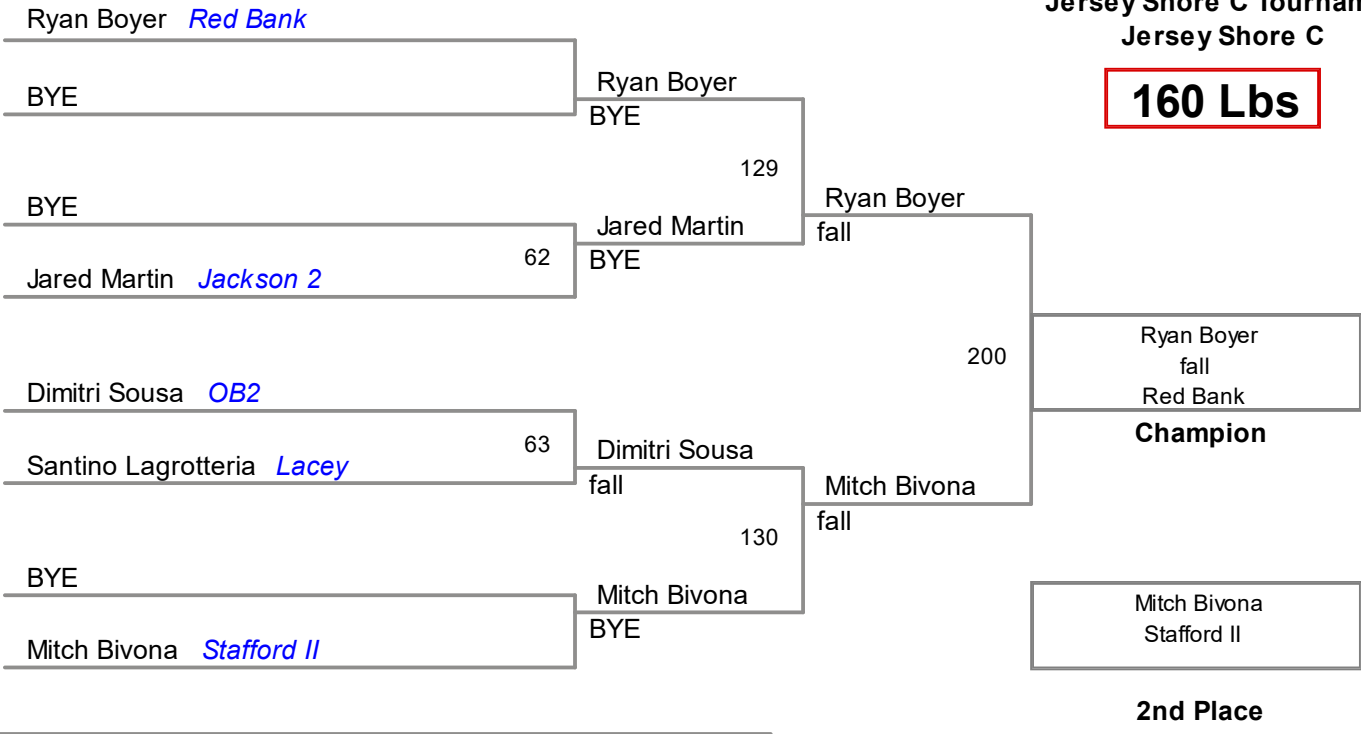 Jersey Shore C
Jersey Shore C
160 Lbs
Ryan Boyer Red Bank
BYE
BYE
Jared Martin Jackson 2
62
Dimitri Sousa OB2
Santino Lagrotteria Lacey
63
BYE
Mitch Bivona Stafford II
Ryan Boyer
BYE
129
Jared Martin
BYE
Dimitri Sousa
fall
130
Mitch Bivona
BYE
Ryan Boyer
fall
200
Mitch Bivona
fall
Ryan Boyer
fall
Red Bank
Champion
Mitch Bivona
Stafford II
2nd Place